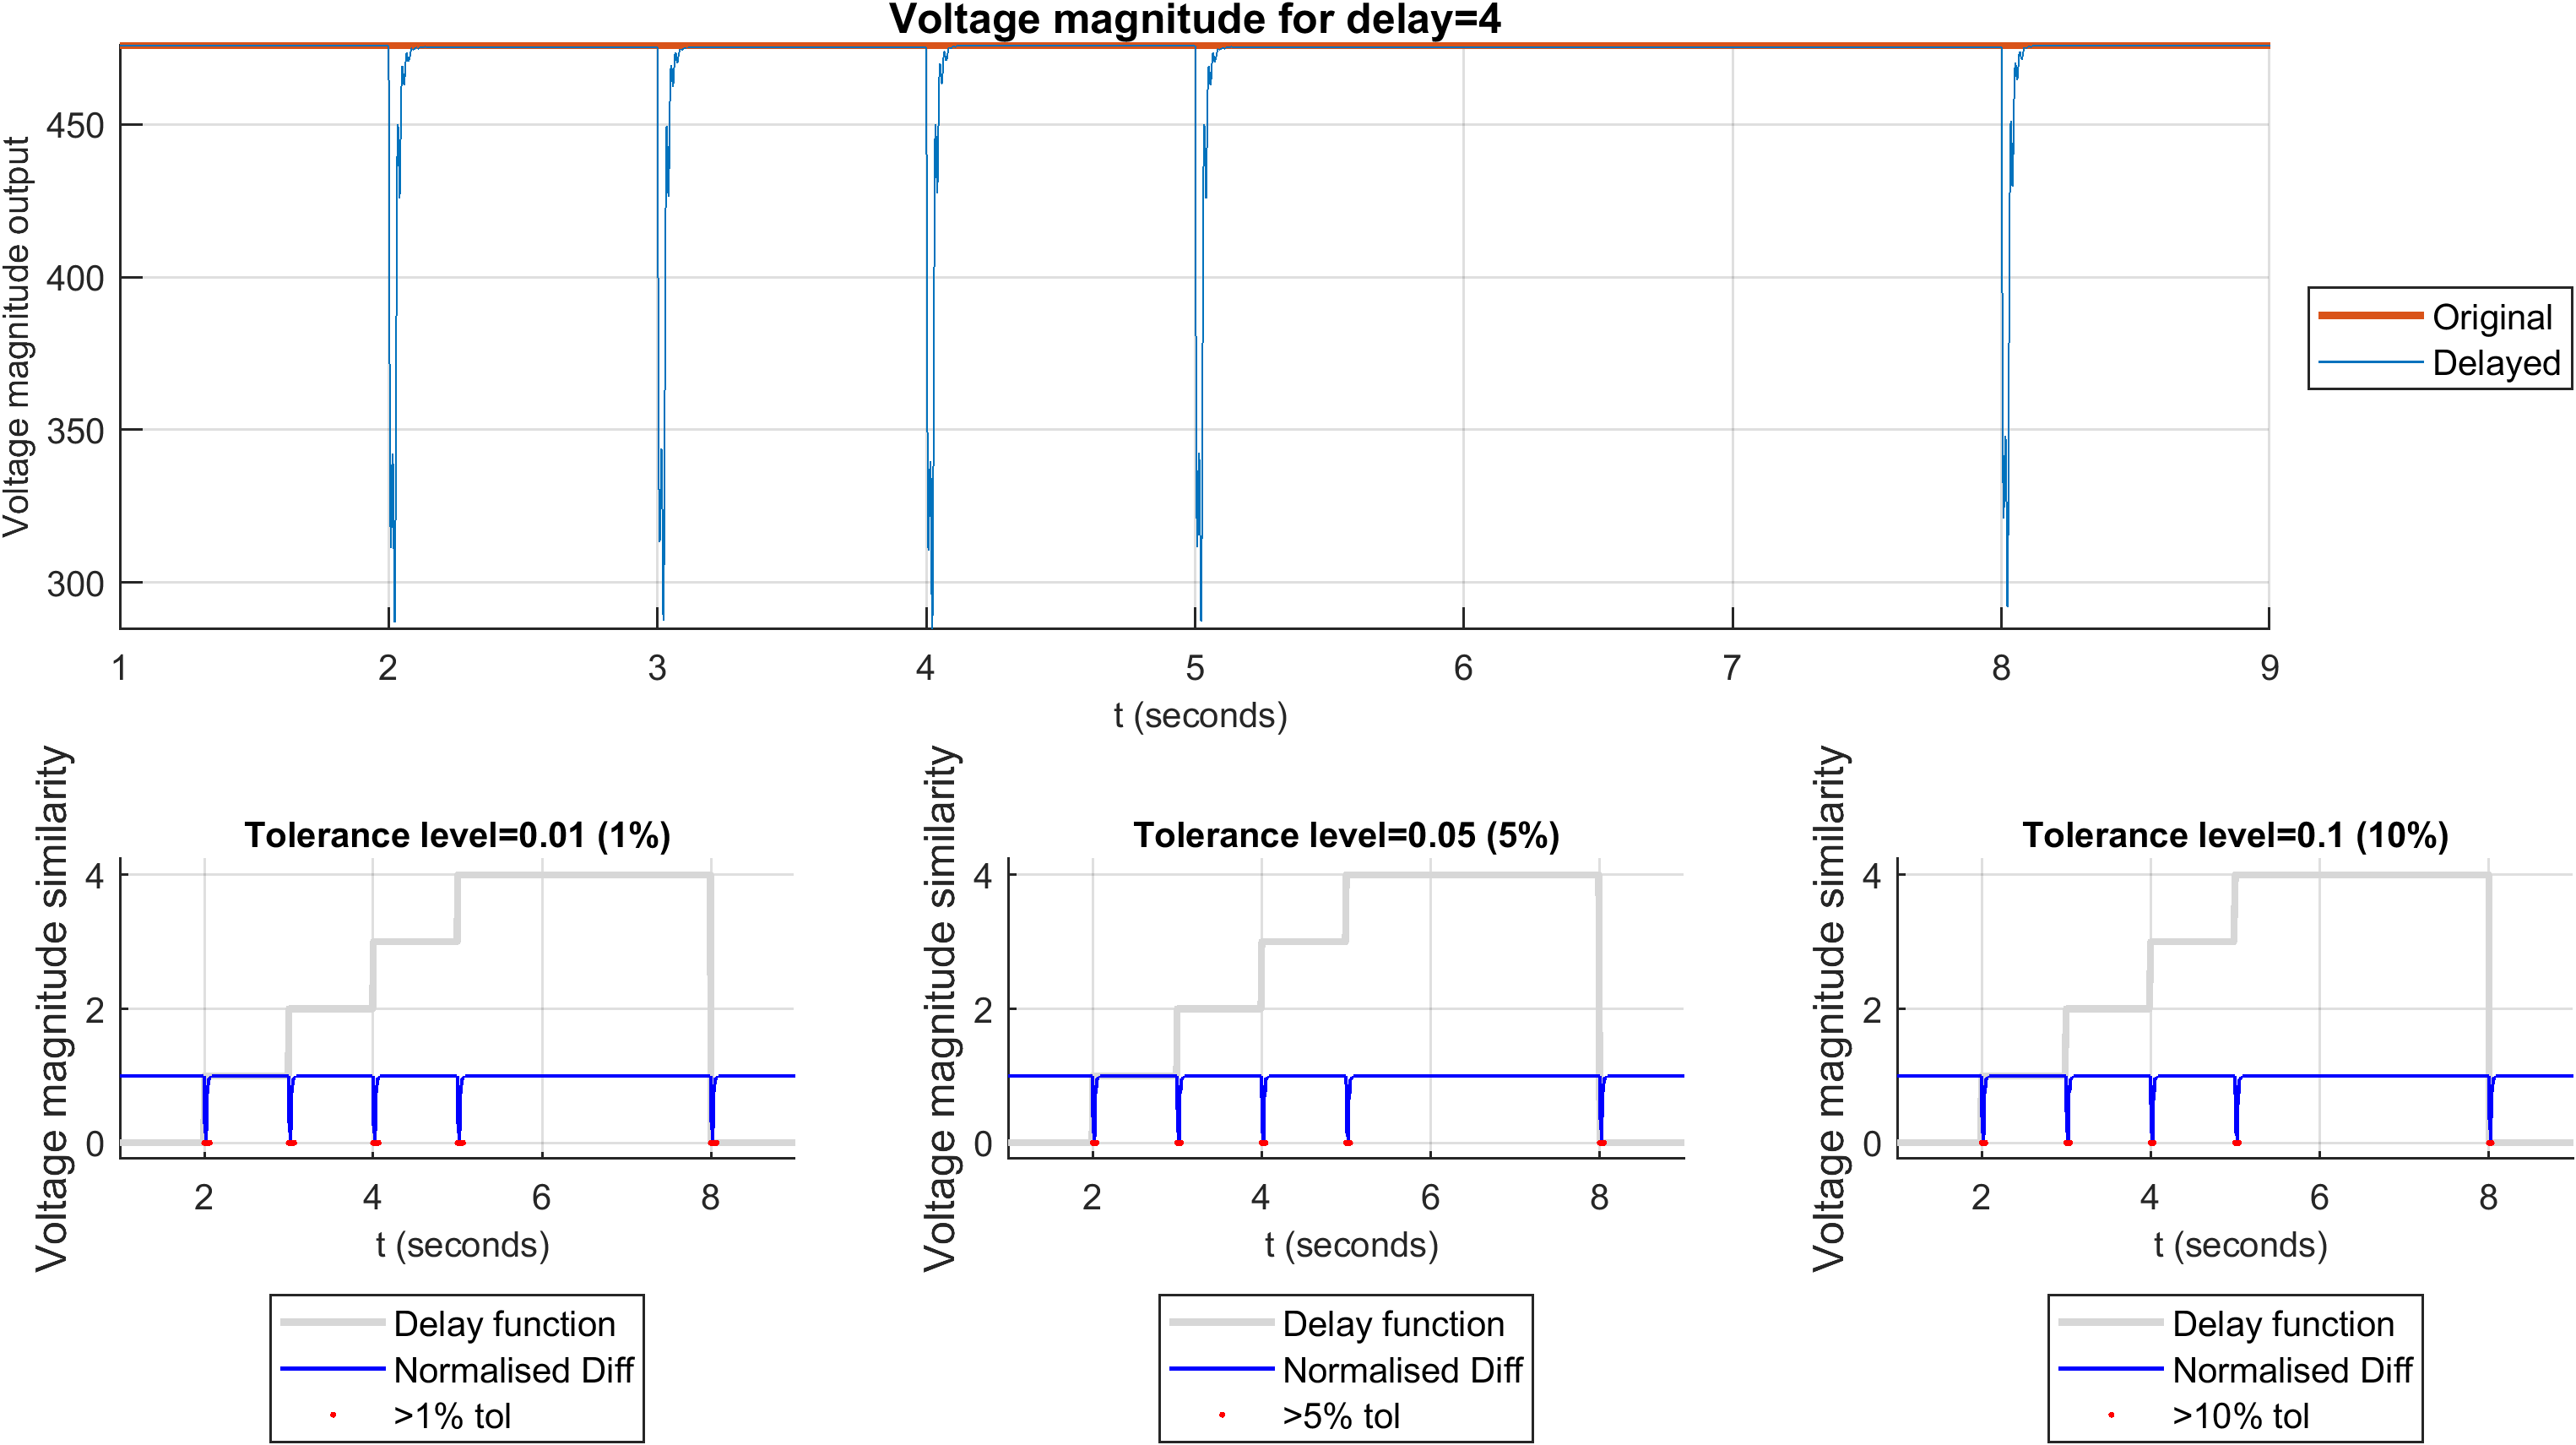 Voltage magnitude for delay=4
Voltage magnitude output
450
400
350
300
1 2 3 4 5 6 7 8 9
t (seconds)
Original
Delayed
Tolerance level=0.01 (1%)
Voltage magnitude similarity
4
2
0
2 4 6 8
t (seconds)
Delay function
Normalised Diff
>1% tol
Tolerance level=0.05 (5%)
Voltage magnitude similarity
4
2
0
2 4 6 8
t (seconds)
Delay function
Normalised Diff
>5% tol
Tolerance level=0.1 (10%)
Voltage magnitude similarity
4
2
0
2 4 6 8
t (seconds)
Delay function
Normalised Diff
>10% tol